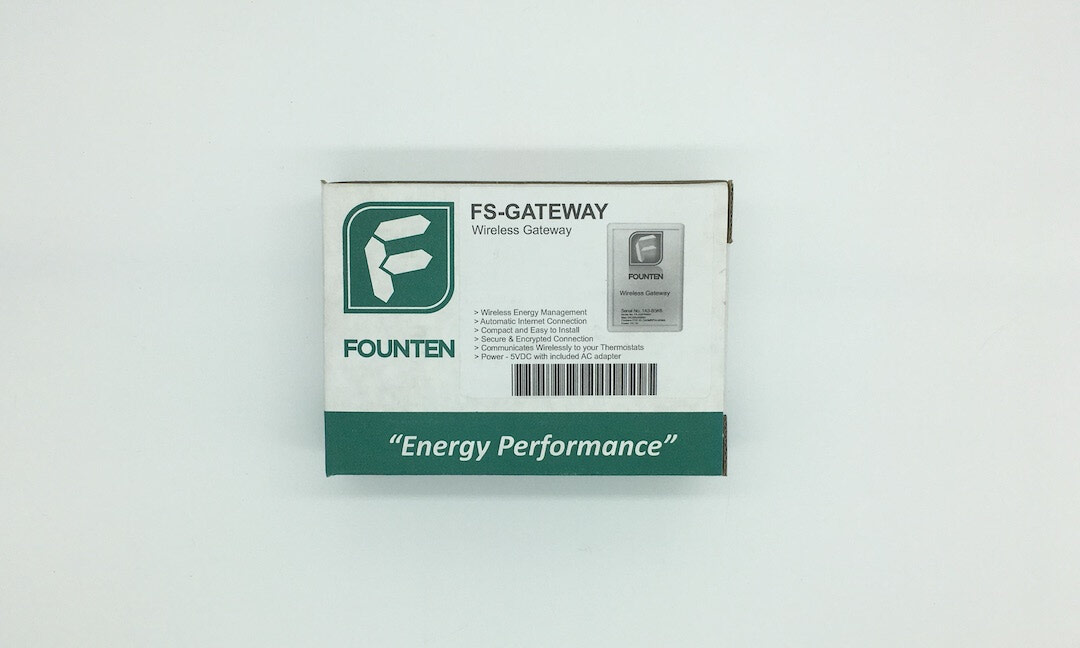 FS-GATEWAY
Wireless Gateway
FOUNTEN
Wireless Gateway
> Wireless Energy Management
> Automatic Internet Connection
> Compact and Easy to Install
> Secure & Encrypted Connection
> Communicates Wirelessly to your Thermostats
> Power - 5VDC with included AC adapter
FOUNTEN
“Energy Performance”